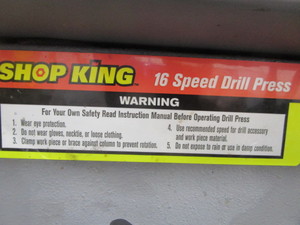 SHOP KING 16 Speed Drill Press
WARNING
For Your Own Safety Read Instruction Manual Before Operating Drill Press
1. Wear eye protection.
2. Do not wear gloves, necktie, or loose clothing.
3. Clamp work piece or brace against column to prevent rotation.
4. Use recommended speed for drill accessory
and work piece material.
5. Do not expose to rain or use in damp condition.